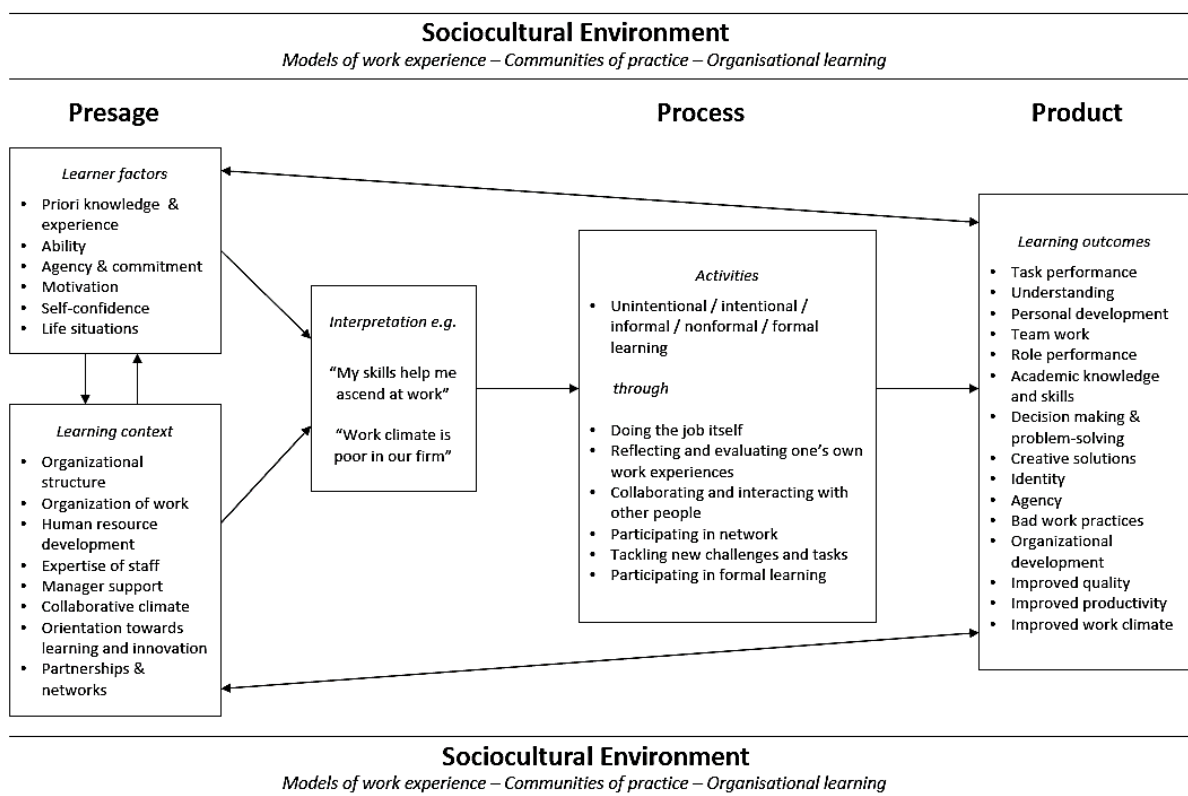 Sociocultural Environment
Models of work experience – Communities of practice – Organisational learning
Presage
Process
Product
Learner factors
• Priori knowledge &
experience
• Ability
• Agency & commitment
• Motivation
• Self-confidence
• Life situations
Learning context
• Organizational
structure
• Organization of work
• Human resource
development
• Expertise of staff
• Manager support
• Collaborative climate
• Orientation towards
learning and innovation
• Partnerships &
networks
Interpretation e.g.
“My skills help me
ascend at work”
“Work climate is
poor in our firm”
Activities
• Unintentional / intentional /
informal / nonformal / formal
learning
through
• Doing the job itself
• Reflecting and evaluating one’s own
work experiences
• Collaborating and interacting with
other people
• Participating in network
• Tackling new challenges and tasks
• Participating in formal learning
Learning outcomes
• Task performance
• Understanding
• Personal development
• Team work
• Role performance
• Academic knowledge
and skills
• Decision making &
problem-solving
• Creative solutions
• Identity
• Agency
• Bad work practices
• Organizational
development
• Improved quality
• Improved productivity
• Improved work climate
Sociocultural Environment
Models of work experience – Communities of practice – Organisational learning